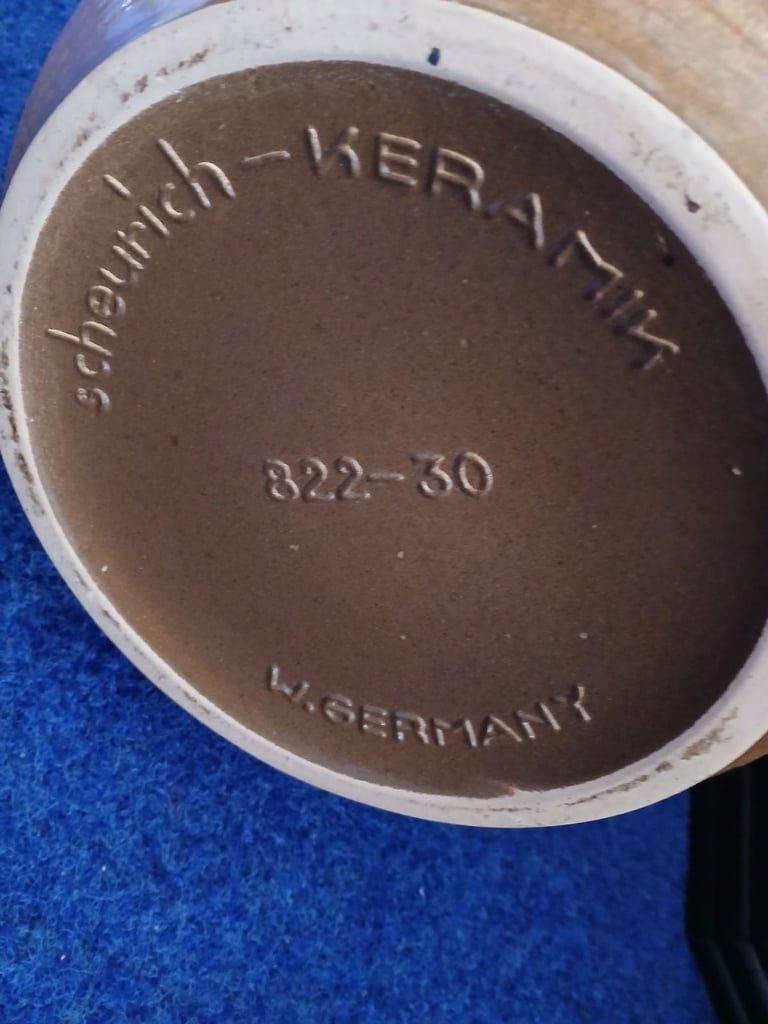 scheurich-KERAMIK
822-30
W. GERMANY